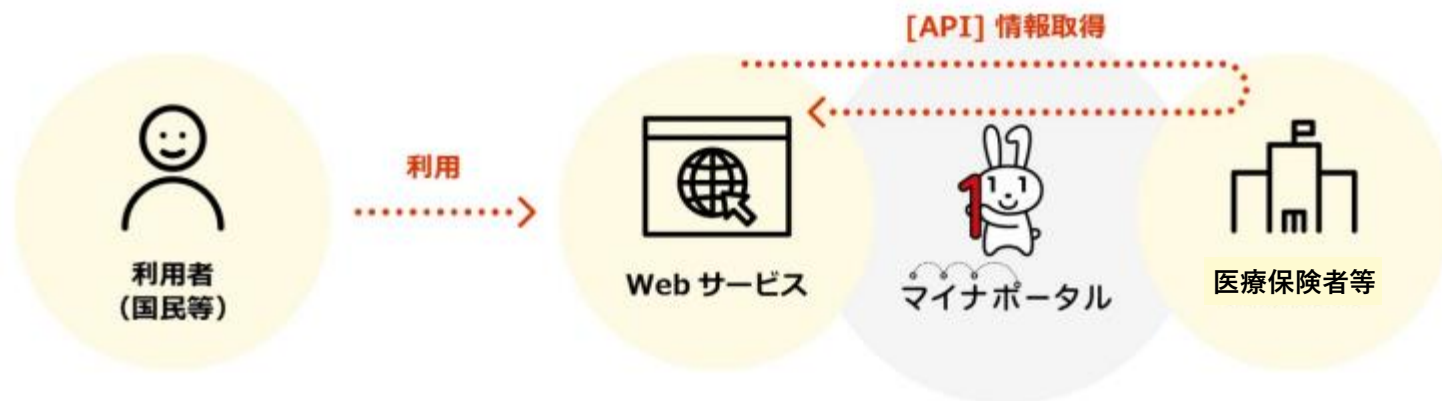 [API] 情報取得
利用
利用者
（国民等）
Web サービス
マイナポータル
医療保険者等